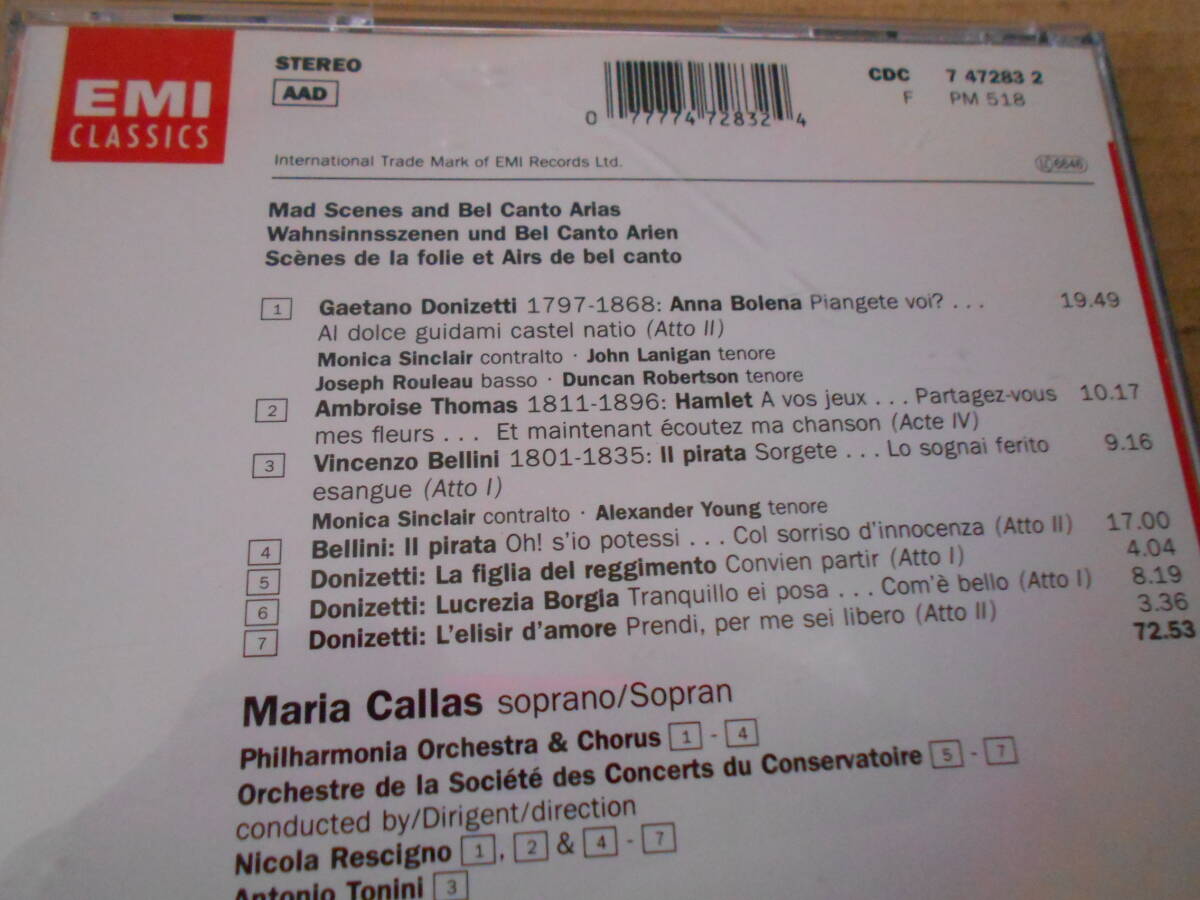 EMI
CLASSICS
STEREO
AAD
0 77774 72832 4
CDC 7 47283 2
F PM 518
International Trade Mark of EMI Records Ltd.
LC 6646
Mad Scenes and Bel Canto Arias
Wahnsinnsszenen und Bel Canto Arien
Scènes de la folie et Airs de bel canto
1 Gaetano Donizetti 1797-1868: Anna Bolena Piangete voi? . . . 19.49
Al dolce guidami castel natio (Atto II)
Monica Sinclair contralto · John Lanigan tenore
Joseph Rouleau basso · Duncan Robertson tenore
2 Ambroise Thomas 1811-1896: Hamlet A vos jeux . . . Partagez-vous 10.17
mes fleurs . . . Et maintenant écoutez ma chanson (Acte IV)
3 Vincenzo Bellini 1801-1835: Il pirata Sorgete . . . Lo sognai ferito 9.16
esangue (Atto I)
Monica Sinclair contralto · Alexander Young tenore
4 Bellini: Il pirata Oh! s'io potessi . . . Col sorriso d'innocenza (Atto II) 17.00
5 Donizetti: La figlia del reggimento Convien partir (Atto I) 4.04
6 Donizetti: Lucrezia Borgia Tranquillo ei posa . . . Com'è bello (Atto I) 8.19
7 Donizetti: L'elisir d'amore Prendi, per me sei libero (Atto II) 3.36
72.53
Maria Callas soprano/Sopran
Philharmonia Orchestra & Chorus 1 - 4
Orchestre de la Société des Concerts du Conservatoire 5 - 7
conducted by/Dirigent/direction
Nicola Rescigno 1, 2 & 4 - 7
Antonio Tonini 3